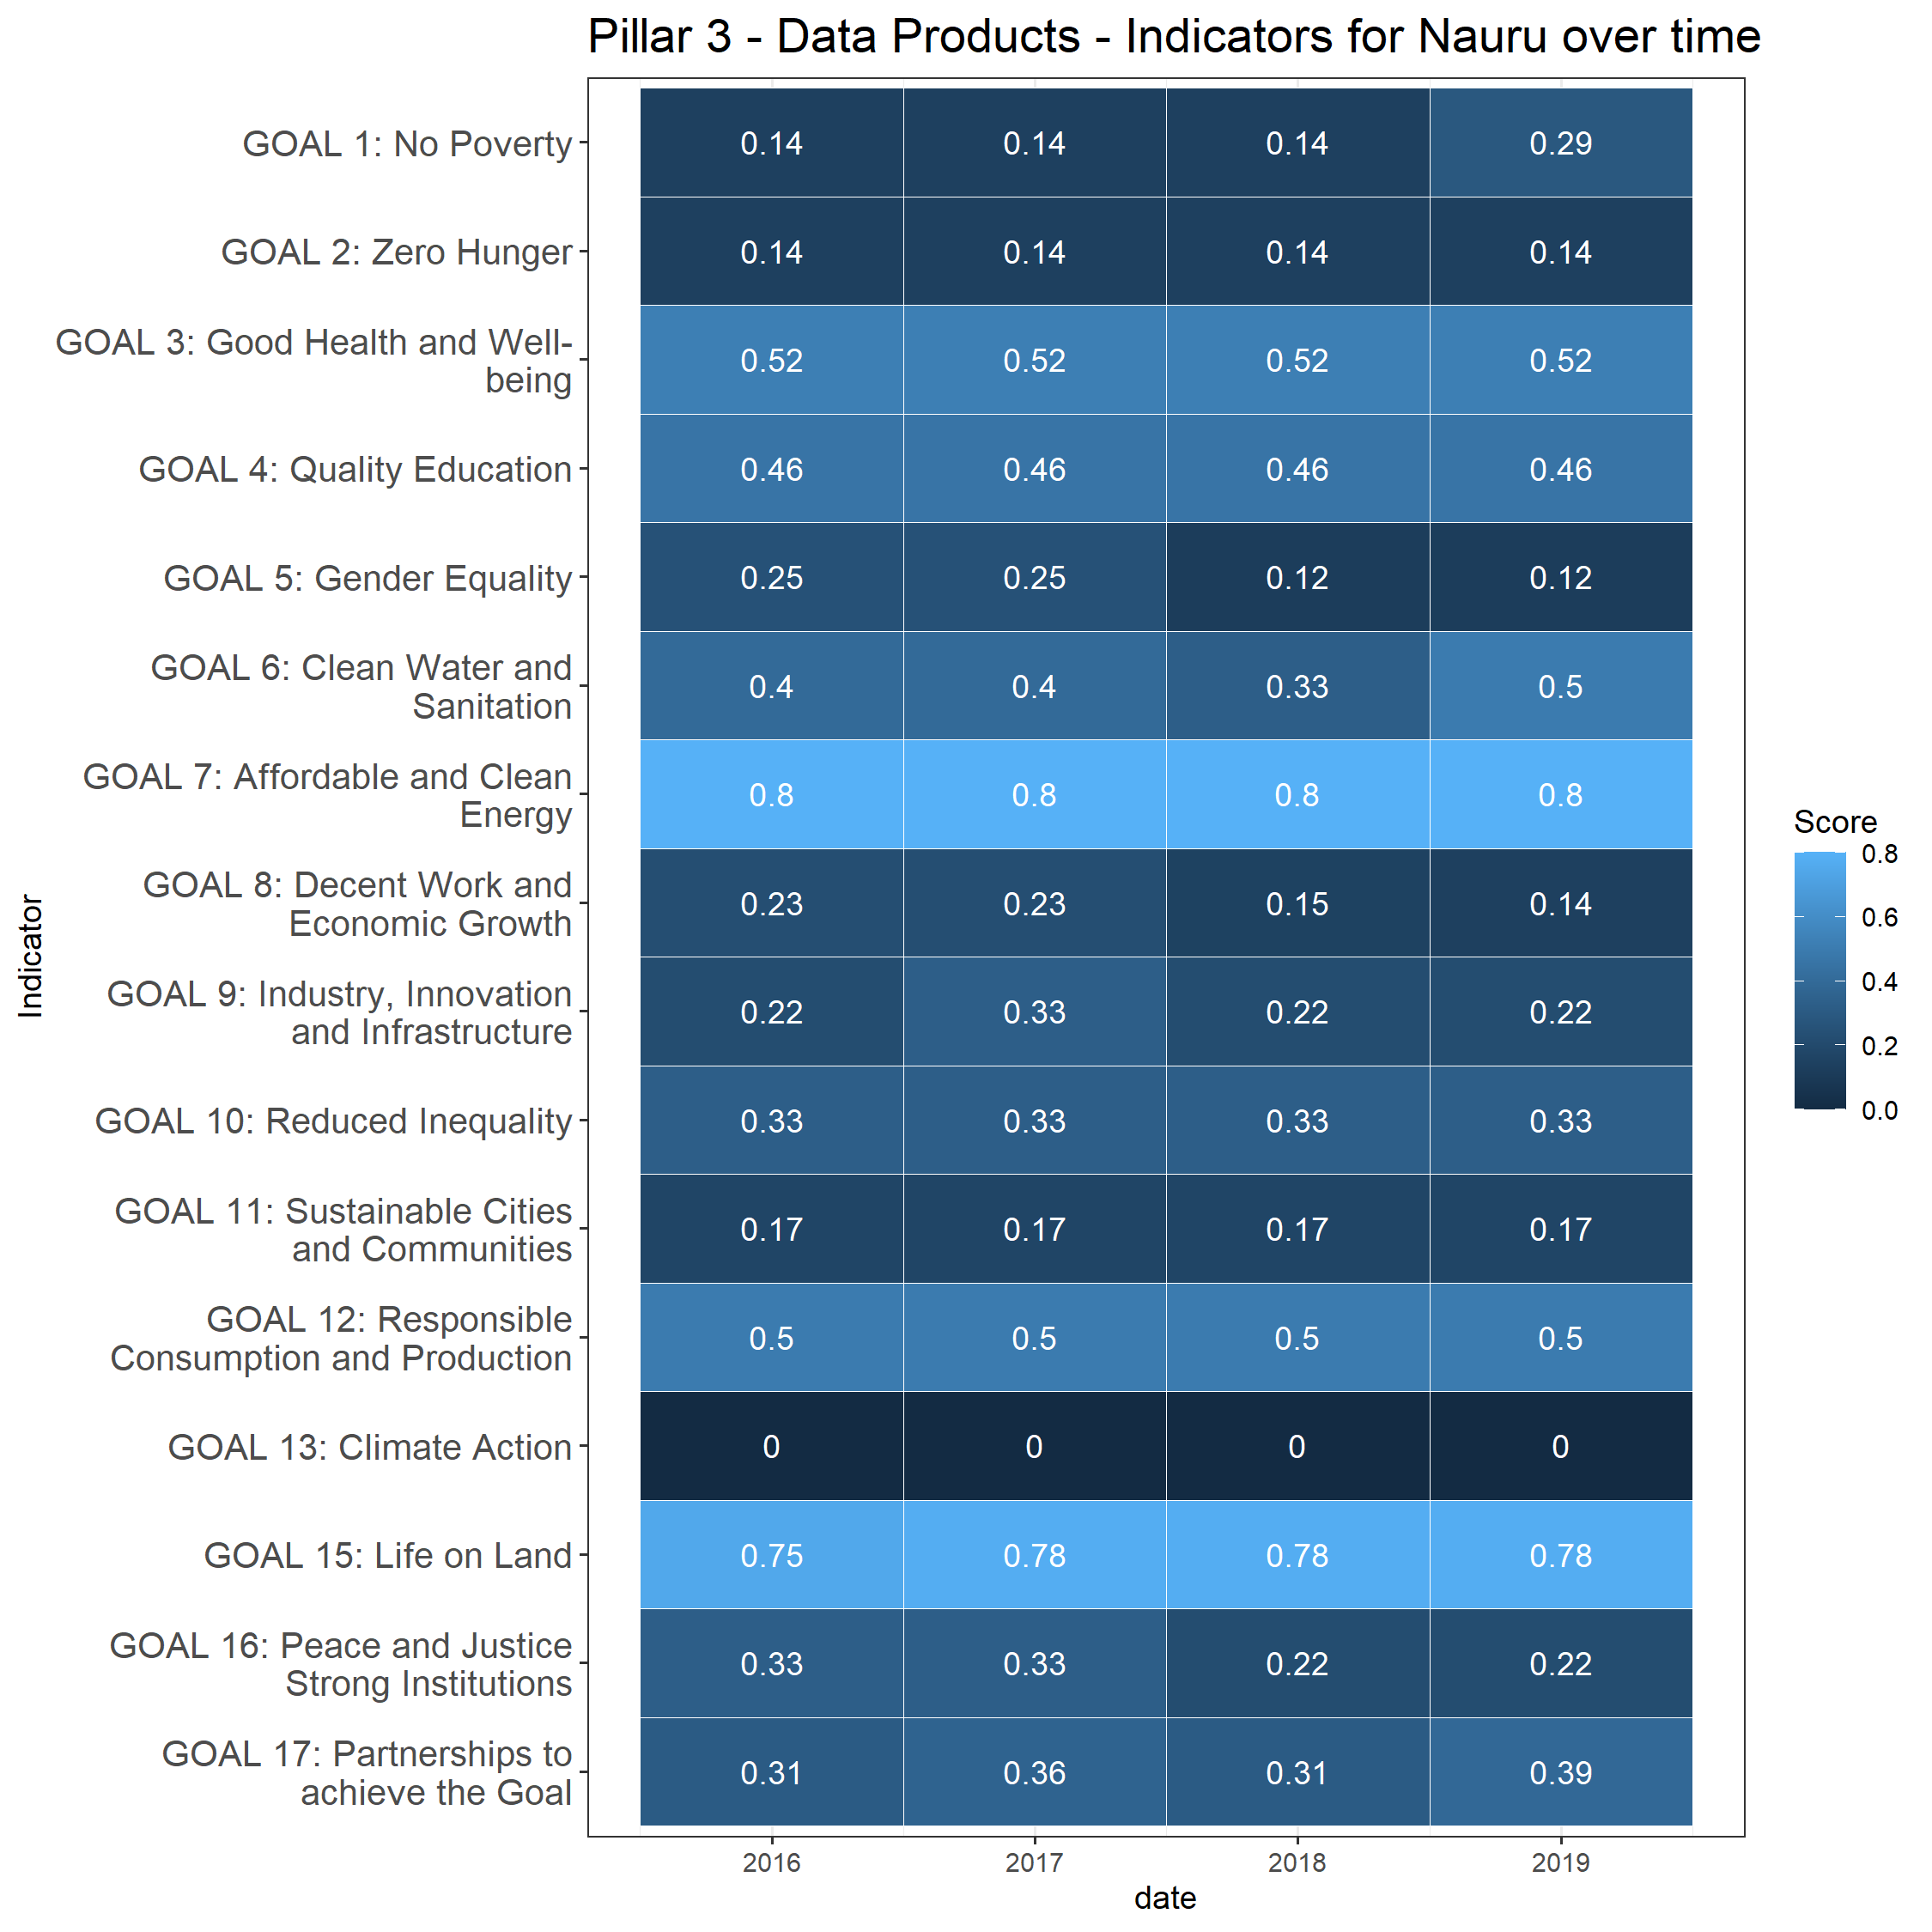 Pillar 3 - Data Products - Indicators for Nauru over time
GOAL 1: No Poverty
0.14 0.14 0.14 0.29
GOAL 2: Zero Hunger
0.14 0.14 0.14 0.14
GOAL 3: Good Health and Well-
being
0.52 0.52 0.52 0.52
GOAL 4: Quality Education
0.46 0.46 0.46 0.46
GOAL 5: Gender Equality
0.25 0.25 0.12 0.12
GOAL 6: Clean Water and
Sanitation
0.4 0.4 0.33 0.5
GOAL 7: Affordable and Clean
Energy
0.8 0.8 0.8 0.8
GOAL 8: Decent Work and
Economic Growth
0.23 0.23 0.15 0.14
GOAL 9: Industry, Innovation
and Infrastructure
0.22 0.33 0.22 0.22
GOAL 10: Reduced Inequality
0.33 0.33 0.33 0.33
GOAL 11: Sustainable Cities
and Communities
0.17 0.17 0.17 0.17
GOAL 12: Responsible
Consumption and Production
0.5 0.5 0.5 0.5
GOAL 13: Climate Action
0 0 0 0
GOAL 15: Life on Land
0.75 0.78 0.78 0.78
GOAL 16: Peace and Justice
Strong Institutions
0.33 0.33 0.22 0.22
GOAL 17: Partnerships to
achieve the Goal
0.31 0.36 0.31 0.39
2016 2017 2018 2019
date
Indicator
Score
0.8
0.6
0.4
0.2
0.0